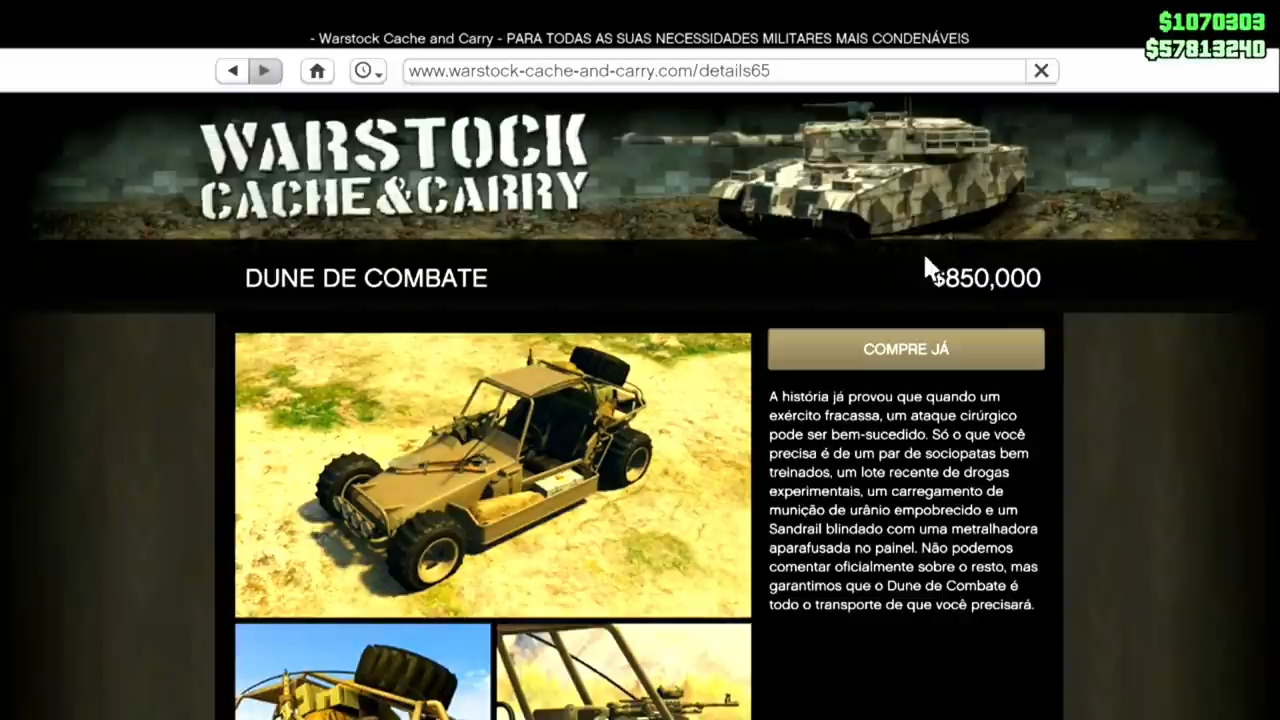 $1070303
- Warstock Cache and Carry - PARA TODAS AS SUAS NECESSIDADES MILITARES MAIS CONDENÁVEIS
$57813240
www.warstock-cache-and-carry.com/details65
WARSTOCK
CACHE&CARRY
DUNE DE COMBATE
$850,000
COMPRE JÁ
A história já provou que quando um
exército fracassa, um ataque cirúrgico
pode ser bem-sucedido. Só o que você
precisa é de um par de sociopatas bem
treinados, um lote recente de drogas
experimentais, um carregamento de
munição de urânio empobrecido e um
Sandrail blindado com uma metralhadora
aparafusada no painel. Não podemos
comentar oficialmente sobre o resto, mas
garantimos que o Dune de Combate é
todo o transporte de que você precisará.